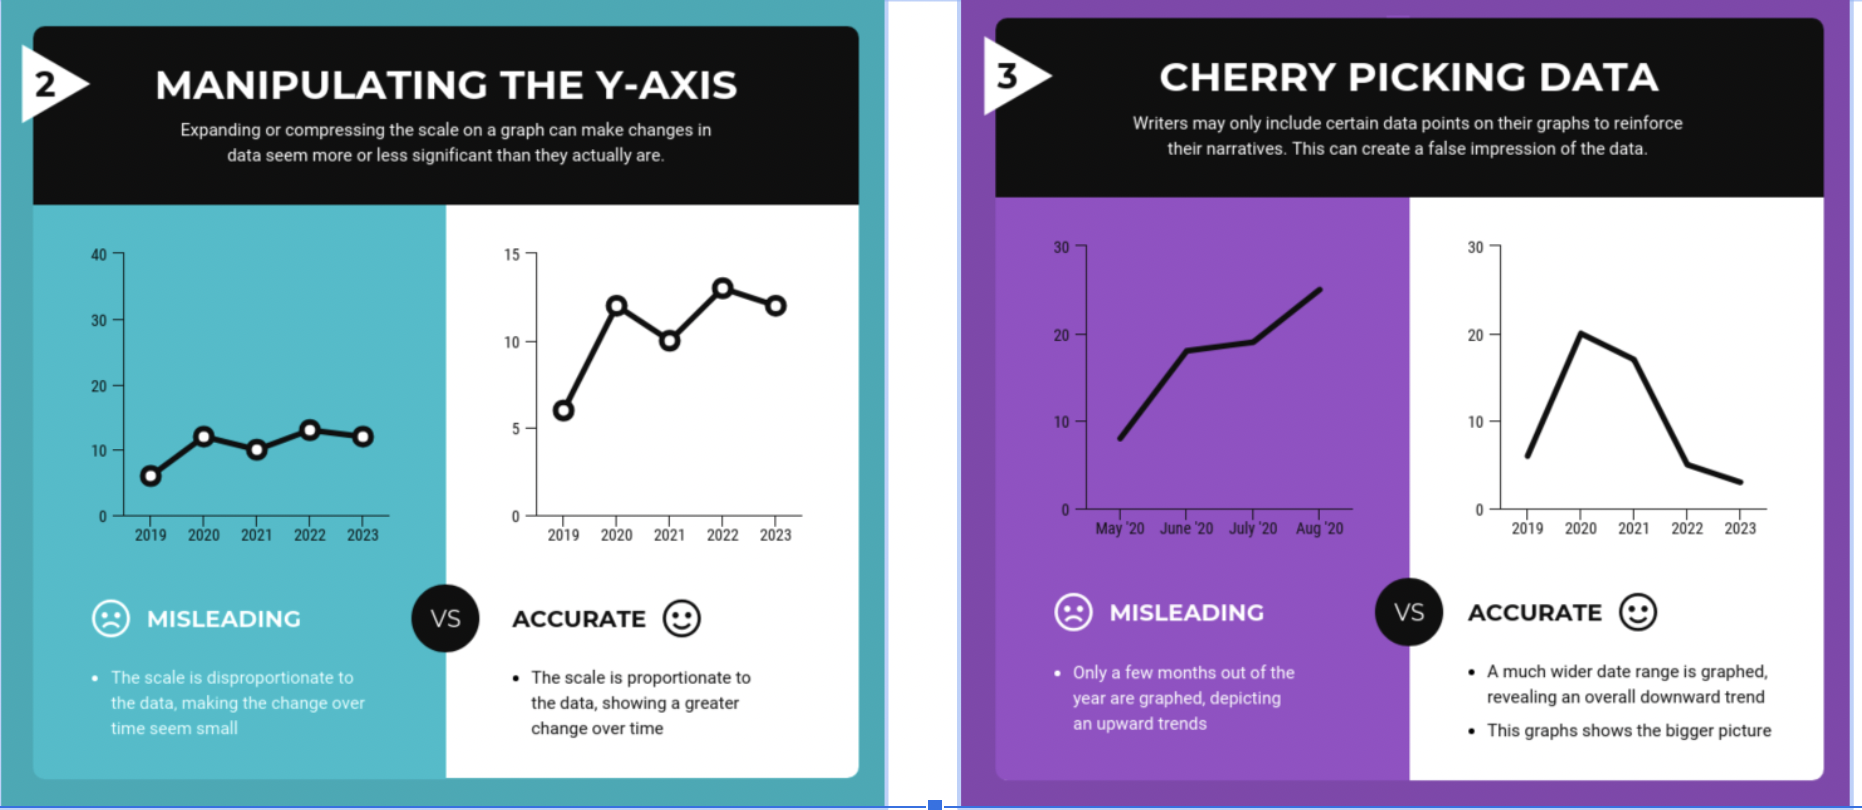 2
MANIPULATING THE Y-AXIS
Expanding or compressing the scale on a graph can make changes in
data seem more or less significant than they actually are.
40
30
20
10
0
2019 2020 2021 2022 2023
15
10
5
0
2019 2020 2021 2022 2023
MISLEADING
VS
ACCURATE
• The scale is disproportionate to
the data, making the change over
time seem small
• The scale is proportionate to
the data, showing a greater
change over time
3
CHERRY PICKING DATA
Writers may only include certain data points on their graphs to reinforce
their narratives. This can create a false impression of the data.
30
20
10
0
May '20 June '20 July '20 Aug '20
30
20
10
0
2019 2020 2021 2022 2023
MISLEADING
VS
ACCURATE
• Only a few months out of the
year are graphed, depicting
an upward trends
• A much wider date range is graphed,
revealing an overall downward trend
• This graphs shows the bigger picture